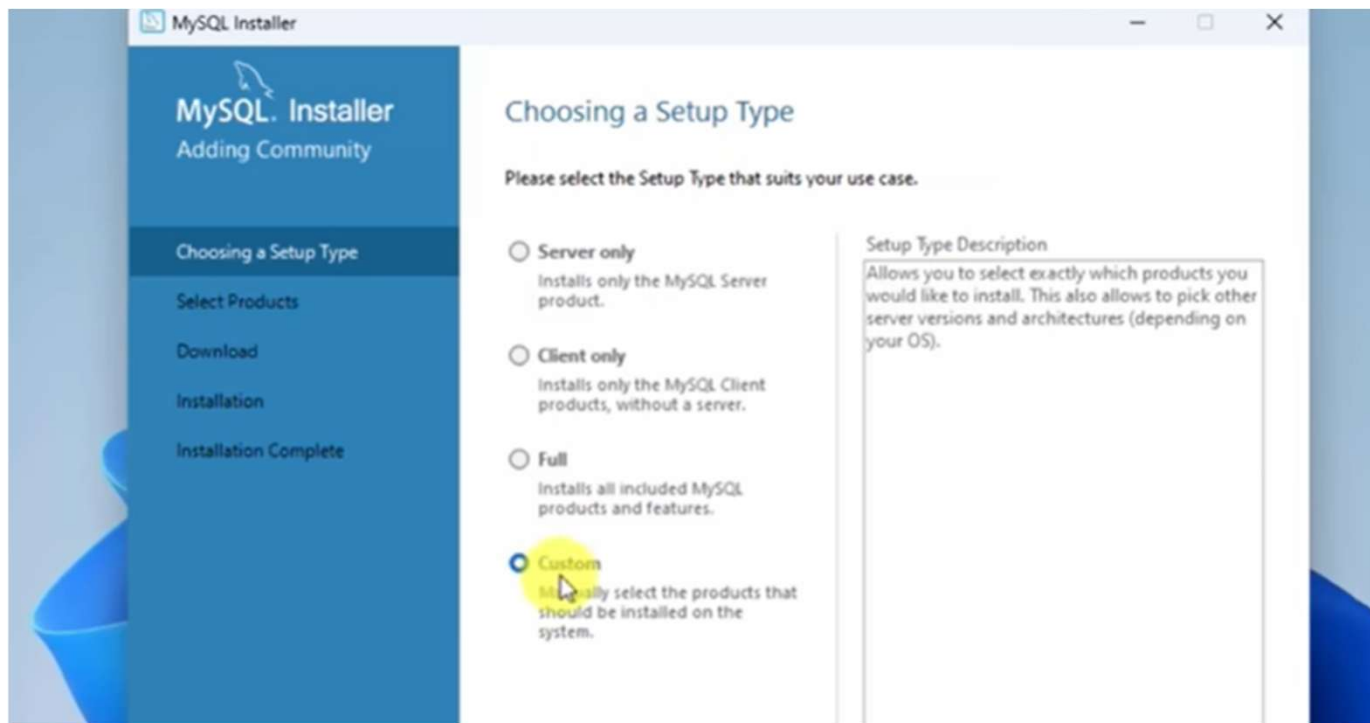 MySQL Installer
MySQL. Installer
Adding Community
Choosing a Setup Type
Select Products
Download
Installation
Installation Complete
Choosing a Setup Type
Please select the Setup Type that suits your use case.
Server only
Installs only the MySQL Server
product.
Client only
Installs only the MySQL Client
products, without a server.
Full
Installs all included MySQL
products and features.
Custom
Manually select the products that
should be installed on the
system.
Setup Type Description
Allows you to select exactly which products you
would like to install. This also allows to pick other
server versions and architectures (depending on
your OS).